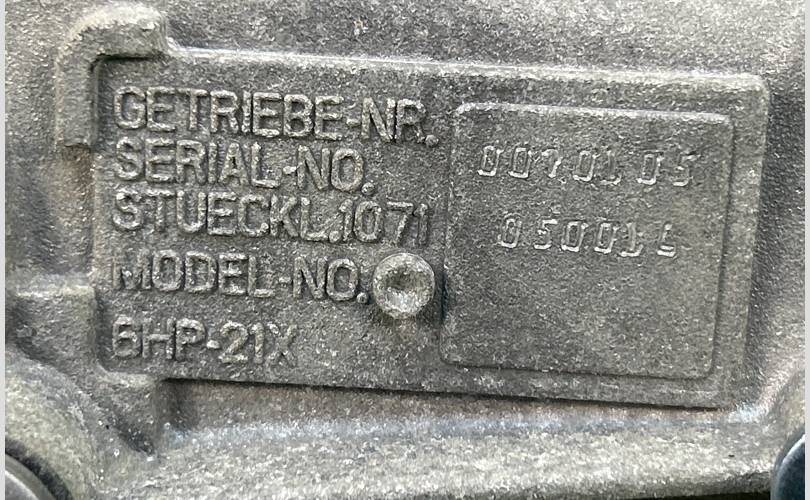 GETRIEBE-NR.
SERIAL-NO.
STUECKL.1071
MODEL-NO.
6HP-21X